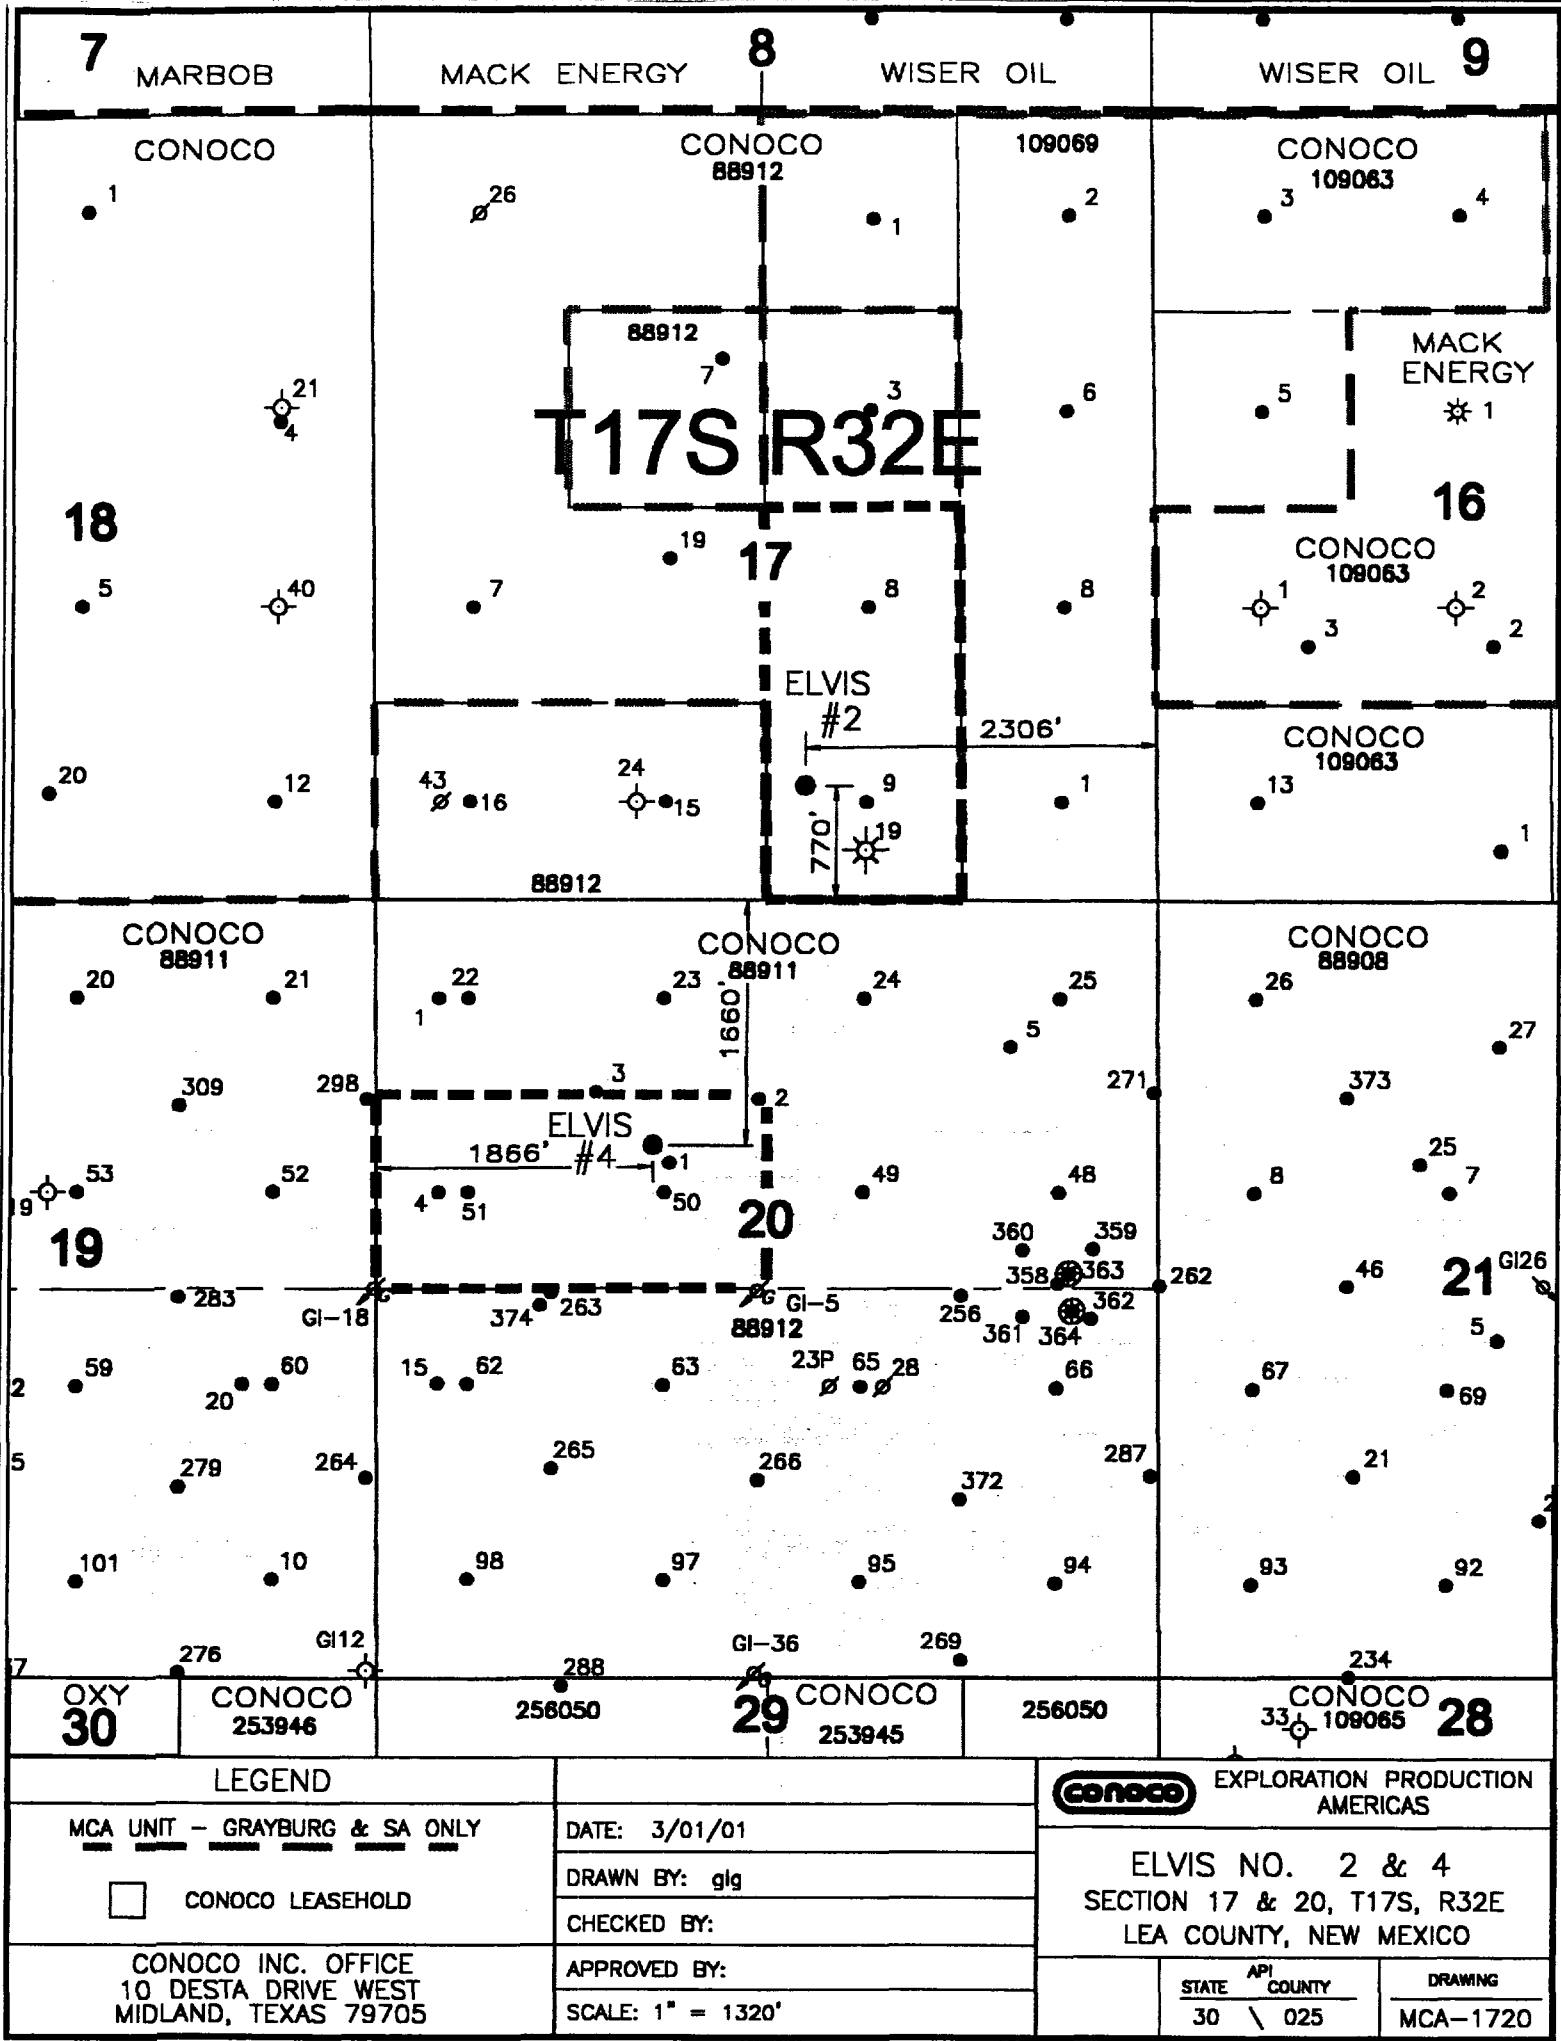 7 MARBOB MACK ENERGY 8 WISER OIL WISER OIL 9
CONOCO CONOCO 109069 CONOCO
88912 109063
1 26 1 2 3 4
88912
7 3 6 5
MACK
ENERGY
1
21
4
T17S R32E
18 17 16
19
CONOCO
109063
5 40 7 8 8 1 2
3 2
ELVIS
#2
2306'
CONOCO
109063
20 12 43 16 24 15 9 1 13
770' 19 1
88912
CONOCO CONOCO CONOCO
88911 88911 88908
20 21 22 23 24 25 26
1 1660' 5 27
309 298 3 2 271 373
ELVIS
#4
1866' 1
25
9 53 52 4 51 50 49 48 8 7
19 20 21
360 359
358 363 262 46 GI26
283 GI-18 374 263 GI-5 256 361 364 362 5
88912
2 59 20 60 15 62 63 23P 65 28 66 67 69
5 279 264 265 266 372 287 21
2
101 10 98 97 95 94 93 92
7 276 GI12 288 GI-36 269 234
OXY CONOCO CONOCO CONOCO
30 253946 256050 29 253945 256050 33 109065 28
LEGEND
MCA UNIT - GRAYBURG & SA ONLY
CONOCO LEASEHOLD
CONOCO INC. OFFICE
10 DESTA DRIVE WEST
MIDLAND, TEXAS 79705
DATE: 3/01/01
DRAWN BY: glg
CHECKED BY:
APPROVED BY:
SCALE: 1" = 1320'
conoco EXPLORATION PRODUCTION
AMERICAS
ELVIS NO. 2 & 4
SECTION 17 & 20, T17S, R32E
LEA COUNTY, NEW MEXICO
API
STATE COUNTY
30 \ 025
DRAWING
MCA-1720